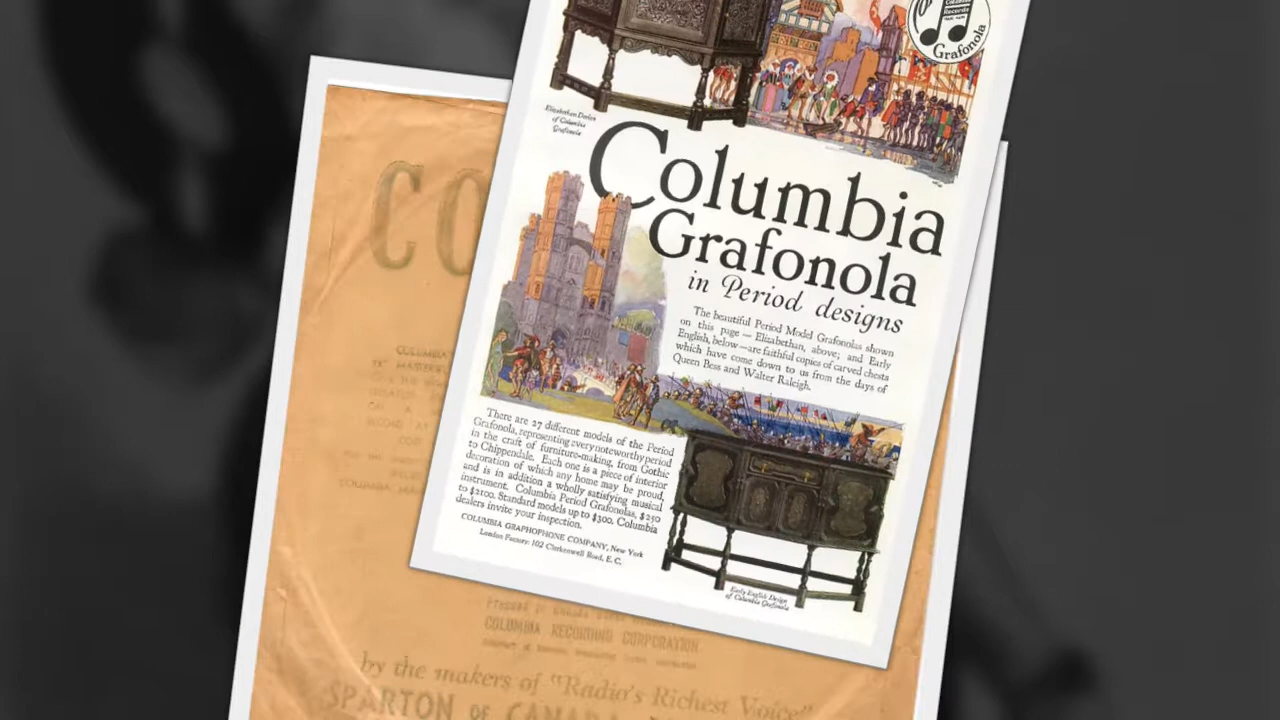 Columbia
Records
Grafonola
Elizabethan Design
of Columbia
Grafonola
Columbia
Grafonola
in Period designs
The beautiful Period Model Grafonolas shown
on this page — Elizabethan, above; and Early
English, below—are faithful copies of carved chests
which have come down to us from the days of
Queen Bess and Walter Raleigh.
There are 27 different models of the Period
Grafonola, representing every noteworthy period
in the craft of furniture-making, from Gothic
to Chippendale. Each one is a piece of interior
decoration of which any home may be proud,
and is in addition a wholly satisfying musical
instrument. Columbia Period Grafonolas, $250
to $2100. Standard models up to $300. Columbia
dealers invite your inspection.
COLUMBIA GRAPHOPHONE COMPANY, New York
London Factory: 102 Clerkenwell Road, E. C.
Early English Design
of Columbia Grafonola
CO
COLUMBIA
COLUMBIA RECORDING CORPORATION
by the makers of "Radio's Richest Voice"
SPARTON OF CANADA